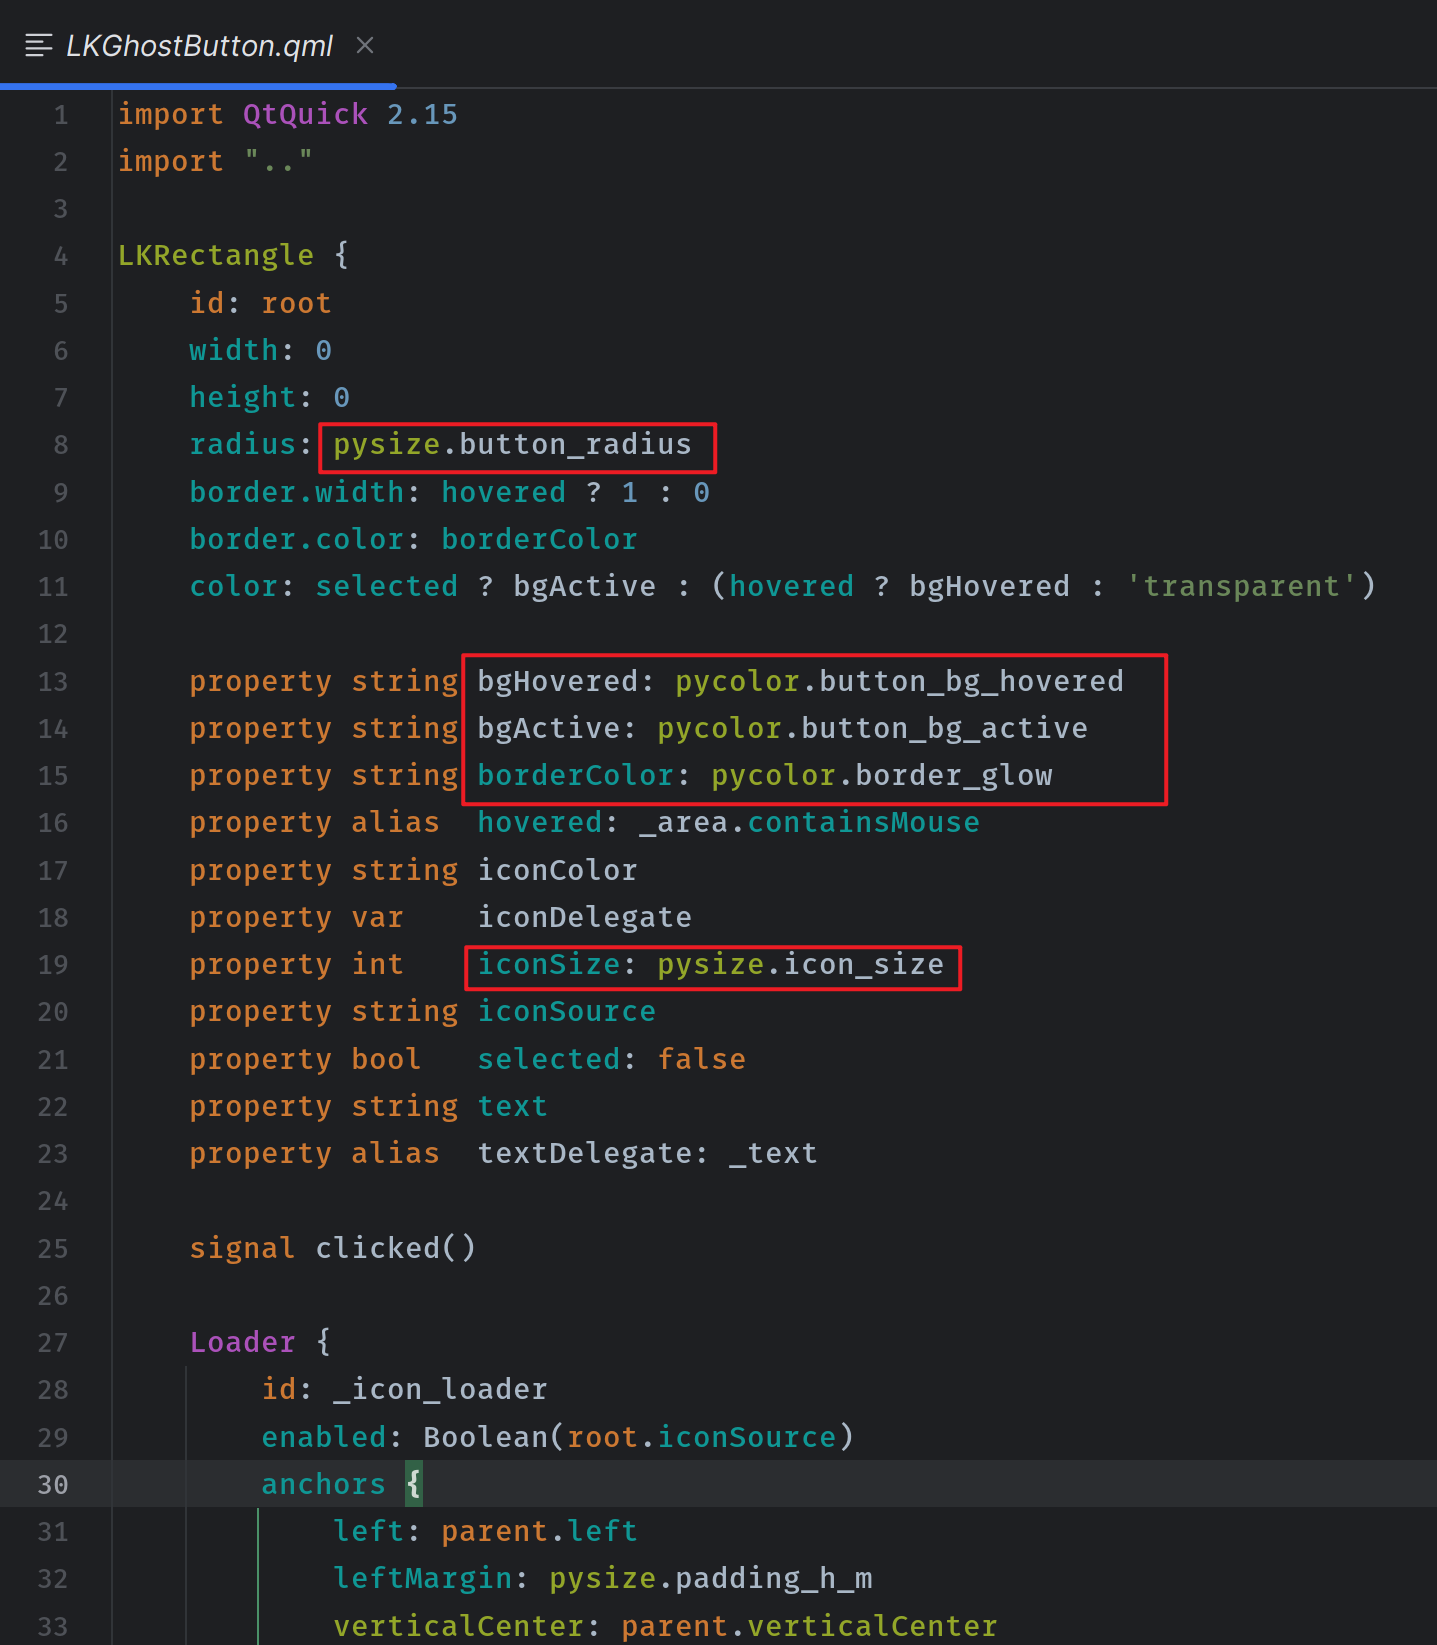 LKGhostButton.qml
1 import QtQuick 2.15
2 import ".."
3
4 LKRectangle {
5     id: root
6     width: 0
7     height: 0
8     radius: pysize.button_radius
9     border.width: hovered ? 1 : 0
10     border.color: borderColor
11     color: selected ? bgActive : (hovered ? bgHovered : 'transparent')
12
13     property string bgHovered: pycolor.button_bg_hovered
14     property string bgActive: pycolor.button_bg_active
15     property string borderColor: pycolor.border_glow
16     property alias  hovered: _area.containsMouse
17     property string iconColor
18     property var    iconDelegate
19     property int    iconSize: pysize.icon_size
20     property string iconSource
21     property bool   selected: false
22     property string text
23     property alias  textDelegate: _text
24
25     signal clicked()
26
27     Loader {
28         id: _icon_loader
29         enabled: Boolean(root.iconSource)
30         anchors {
31             left: parent.left
32             leftMargin: pysize.padding_h_m
33             verticalCenter: parent.verticalCenter